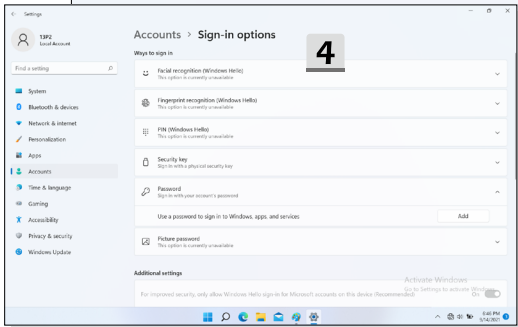 Settings
T3P2
Local Account
Find a setting
System
Bluetooth & devices
Network & internet
Personalization
Apps
Accounts
Time & language
Gaming
Accessibility
Privacy & security
Windows Update
Accounts > Sign-in options
4
Ways to sign in
Facial recognition (Windows Hello)
This option is currently unavailable
Fingerprint recognition (Windows Hello)
This option is currently unavailable
PIN (Windows Hello)
This option is currently unavailable
Security key
Sign in with a physical security key
Password
Sign in with your account's password
Use a password to sign in to Windows, apps, and services
Add
Picture password
This option is currently unavailable
Additional settings
For improved security, only allow Windows Hello sign-in for Microsoft accounts on this device (Recommended)
On
Activate Windows
Go to Settings to activate Windows.
5/14/2021